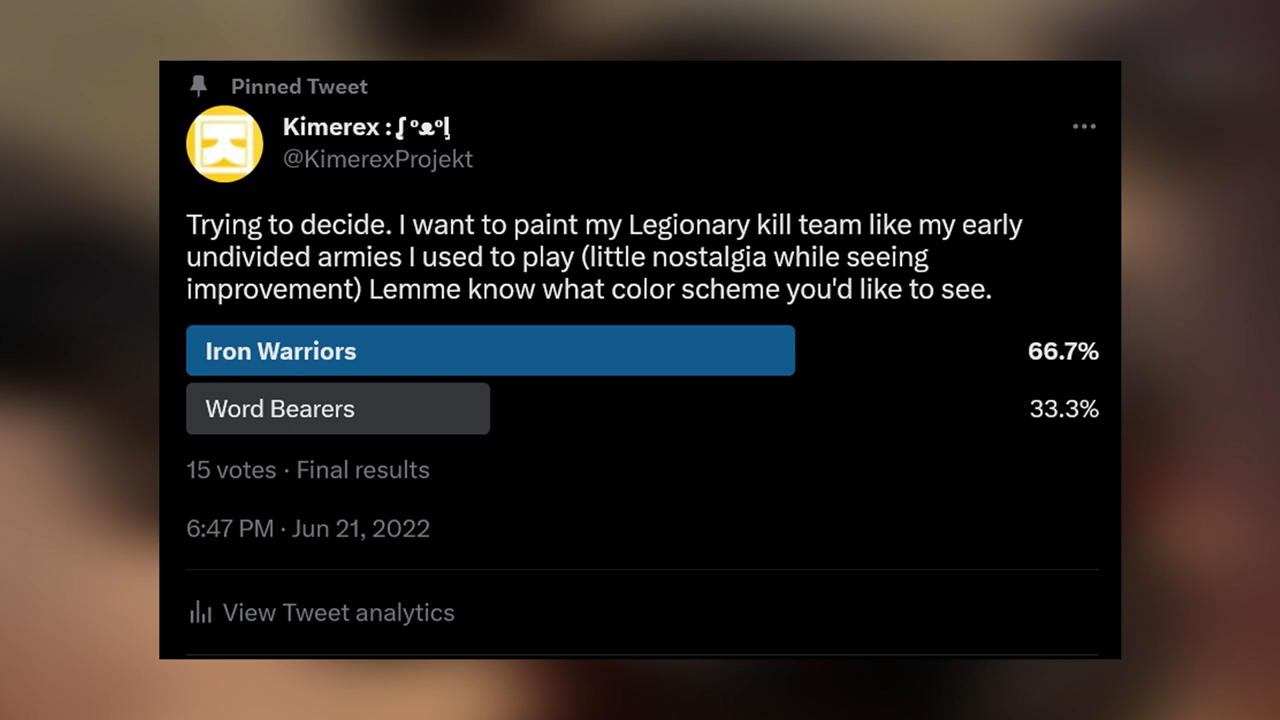 Pinned Tweet
Kimerex :ʆ ºᴥºɭ
@KimerexProjekt
Trying to decide. I want to paint my Legionary kill team like my early
undivided armies I used to play (little nostalgia while seeing
improvement) Lemme know what color scheme you'd like to see.
Iron Warriors 66.7%
Word Bearers 33.3%
15 votes · Final results
6:47 PM · Jun 21, 2022
View Tweet analytics